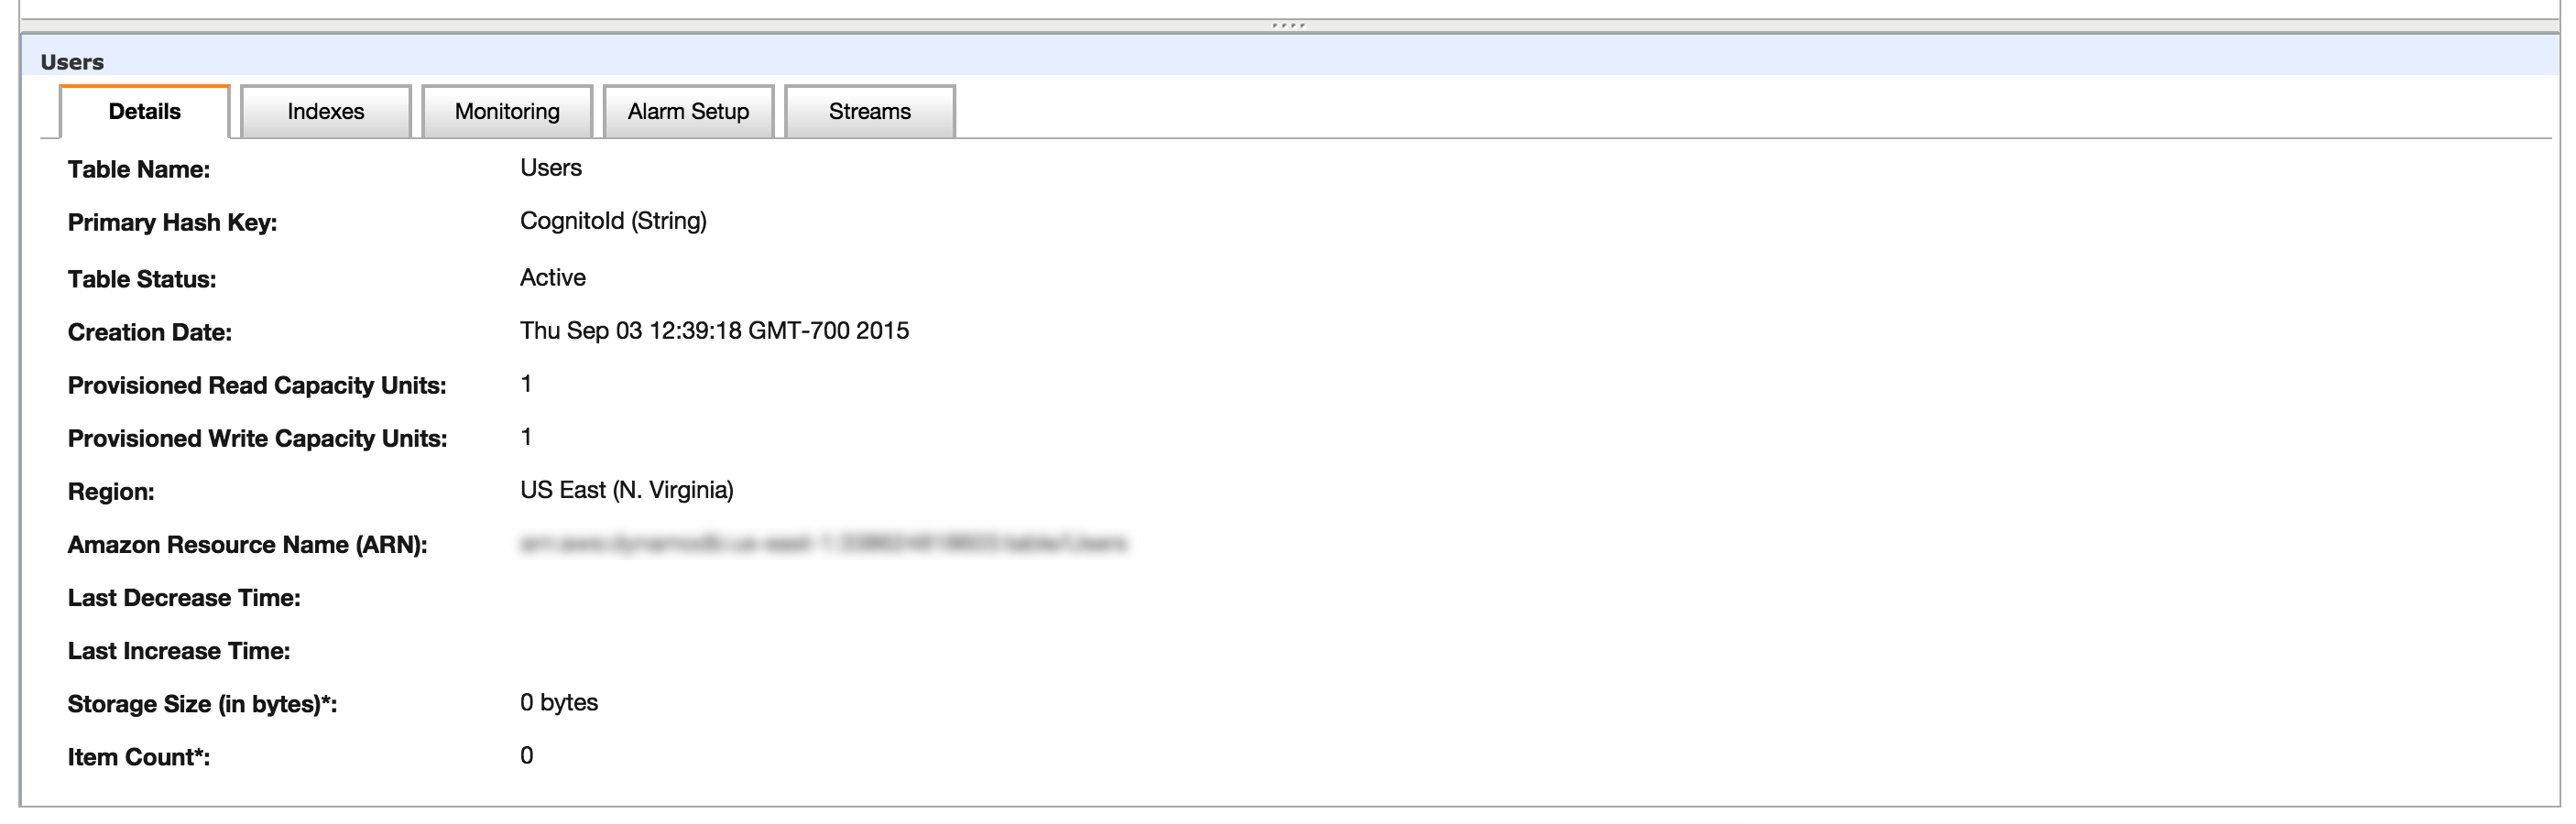 Users
Details Indexes Monitoring Alarm Setup Streams
Table Name: Users
Primary Hash Key: CognitoId (String)
Table Status: Active
Creation Date: Thu Sep 03 12:39:18 GMT-700 2015
Provisioned Read Capacity Units: 1
Provisioned Write Capacity Units: 1
Region: US East (N. Virginia)
Amazon Resource Name (ARN):
Last Decrease Time:
Last Increase Time:
Storage Size (in bytes)*: 0 bytes
Item Count*: 0